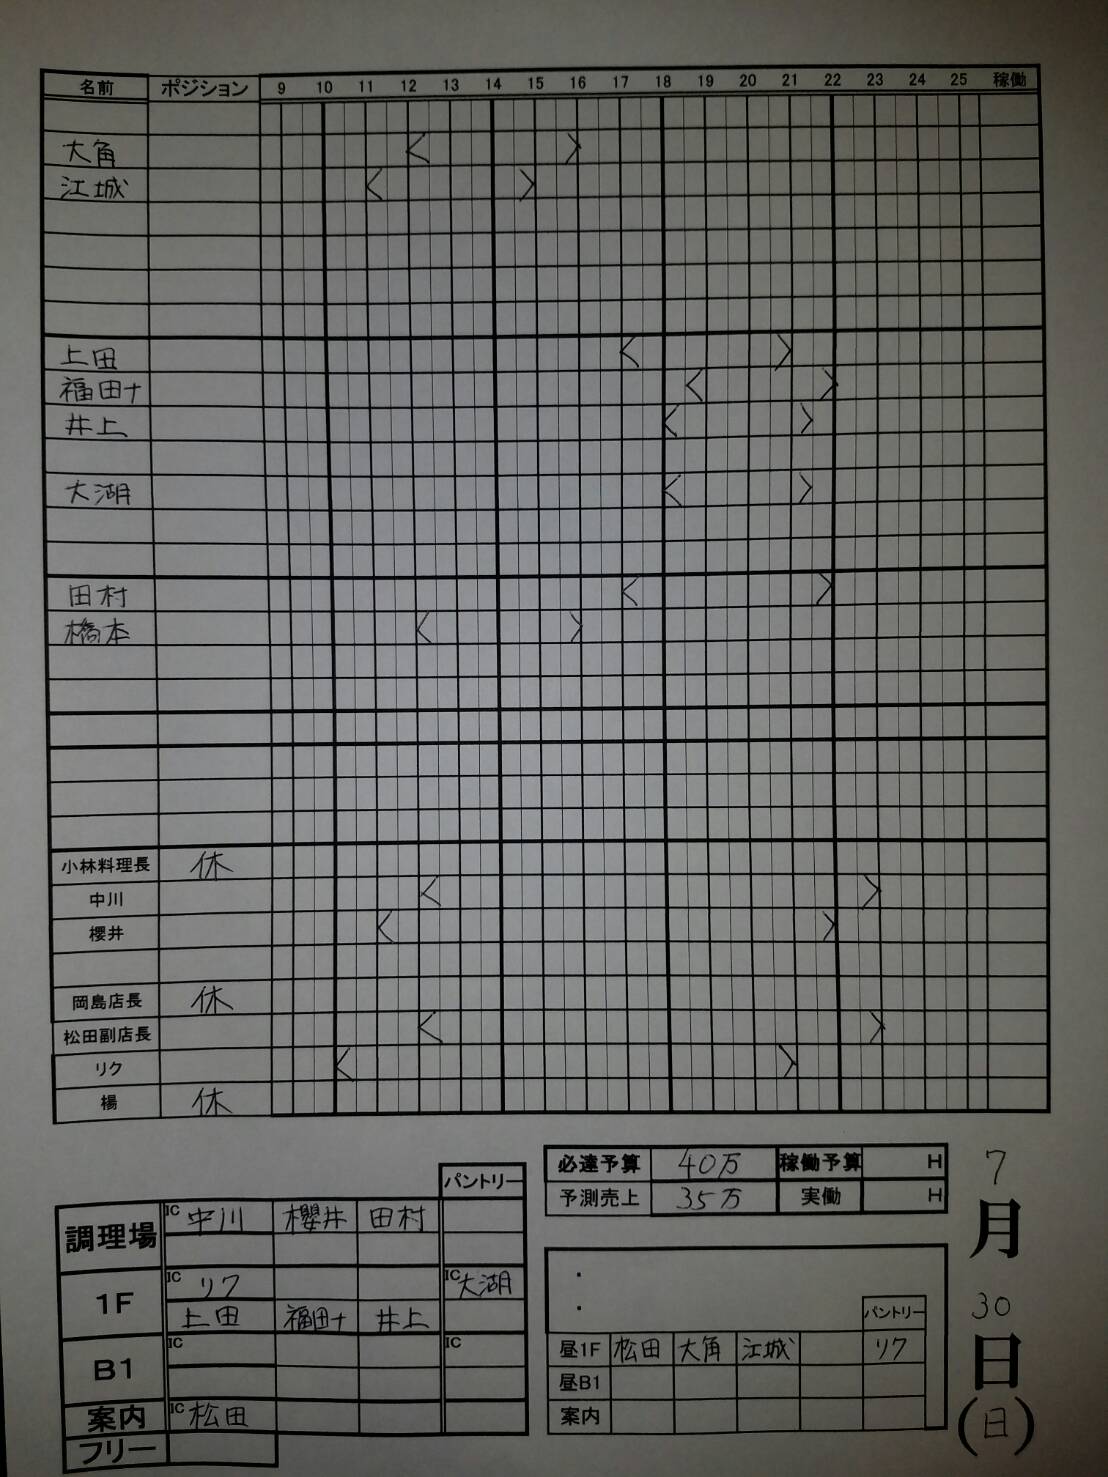 名前 ポジション 9 10 11 12 13 14 15 16 17 18 19 20 21 22 23 24 25 稼働
大角
江城
上田
福田ナ
井上
大湖
田村
橋本
小林料理長 休
中川
櫻井
岡島店長 休
松田副店長
リク
楊 休
必達予算 40万 稼働予算 H
予測売上 35万 実働 H
7
月
30
日
(日)
パントリー
調理場 IC 中川 櫻井 田村
1F IC リク IC 大湖
上田 福田ナ 井上
B1 IC IC
案内 IC 松田
フリー
パントリー
昼1F 松田 大角 江城 リク
昼B1
案内